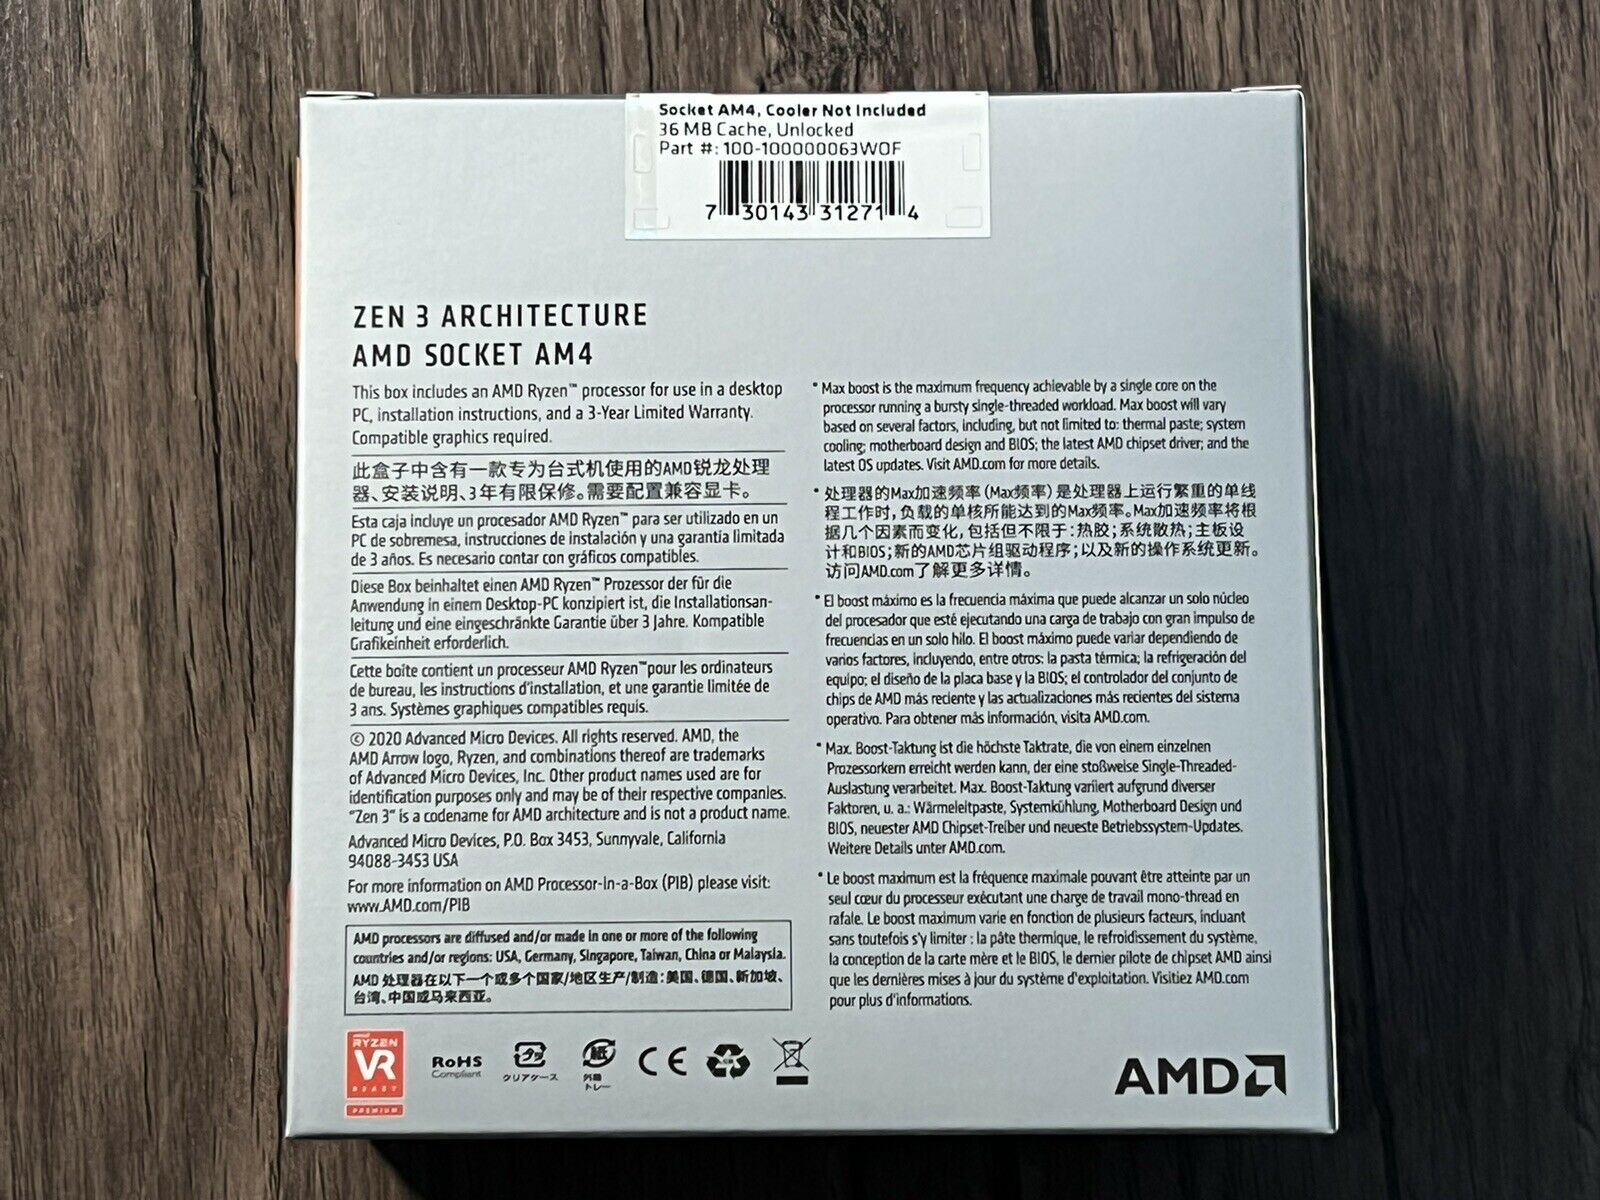 Socket AM4, Cooler Not Included
36 MB Cache, Unlocked
Part #: 100-100000063WOF
7 30143 31271 4
ZEN 3 ARCHITECTURE
AMD SOCKET AM4
This box includes an AMD Ryzen™ processor for use in a desktop
PC, installation instructions, and a 3-Year Limited Warranty.
Compatible graphics required.
此盒子中含有一款专为台式机使用的AMD锐龙处理
器、安装说明、3年有限保修。需要配置兼容显卡。
Esta caja incluye un procesador AMD Ryzen™ para ser utilizado en un
PC de sobremesa, instrucciones de instalación y una garantía limitada
de 3 años. Es necesario contar con gráficos compatibles.
Diese Box beinhaltet einen AMD Ryzen™ Prozessor der für die
Anwendung in einem Desktop-PC konzipiert ist, die Installationsan-
leitung und eine eingeschränkte Garantie über 3 Jahre. Kompatible
Grafikeinheit erforderlich.
Cette boîte contient un processeur AMD Ryzen™pour les ordinateurs
de bureau, les instructions d'installation, et une garantie limitée de
3 ans. Systèmes graphiques compatibles requis.
© 2020 Advanced Micro Devices. All rights reserved. AMD, the
AMD Arrow logo, Ryzen, and combinations thereof are trademarks
of Advanced Micro Devices, Inc. Other product names used are for
identification purposes only and may be of their respective companies.
"Zen 3" is a codename for AMD architecture and is not a product name.
Advanced Micro Devices, P.O. Box 3453, Sunnyvale, California
94088-3453 USA
For more information on AMD Processor-In-a-Box (PIB) please visit:
www.AMD.com/PIB
AMD processors are diffused and/or made in one or more of the following
countries and/or regions: USA, Germany, Singapore, Taiwan, China or Malaysia.
AMD 处理器在以下一个或多个国家/地区生产/制造：美国、德国、新加坡、
台湾、中国或马来西亚。
* Max boost is the maximum frequency achievable by a single core on the
processor running a bursty single-threaded workload. Max boost will vary
based on several factors, including, but not limited to: thermal paste; system
cooling; motherboard design and BIOS; the latest AMD chipset driver; and the
latest OS updates. Visit AMD.com for more details.
* 处理器的Max加速频率(Max频率)是处理器上运行繁重的单线
程工作时，负载的单核所能达到的Max频率。Max加速频率将根
据几个因素而变化，包括但不限于：热胶；系统散热；主板设
计和BIOS；新的AMD芯片组驱动程序；以及新的操作系统更新。
访问AMD.com了解更多详情。
* El boost máximo es la frecuencia máxima que puede alcanzar un solo núcleo
del procesador que esté ejecutando una carga de trabajo con gran impulso de
frecuencias en un solo hilo. El boost máximo puede variar dependiendo de
varios factores, incluyendo, entre otros: la pasta térmica; la refrigeración del
equipo; el diseño de la placa base y la BIOS; el controlador del conjunto de
chips de AMD más reciente y las actualizaciones más recientes del sistema
operativo. Para obtener más información, visita AMD.com.
* Max. Boost-Taktung ist die höchste Taktrate, die von einem einzelnen
Prozessorkern erreicht werden kann, der eine stoßweise Single-Threaded-
Auslastung verarbeitet. Max. Boost-Taktung variiert aufgrund diverser
Faktoren, u. a.: Wärmeleitpaste, Systemkühlung, Motherboard Design und
BIOS, neuester AMD Chipset-Treiber und neueste Betriebssystem-Updates.
Weitere Details unter AMD.com.
* Le boost maximum est la fréquence maximale pouvant être atteinte par un
seul cœur du processeur exécutant une charge de travail mono-thread en
rafale. Le boost maximum varie en fonction de plusieurs facteurs, incluant
sans toutefois s'y limiter : la pâte thermique, le refroidissement du système,
la conception de la carte mère et le BIOS, le dernier pilote de chipset AMD ainsi
que les dernières mises à jour du système d'exploitation. Visitiez AMD.com
pour plus d'informations.
AMD
RYZEN
VR
READY
PREMIUM
RoHS
Compliant
プラ
クリアケース
紙
外箱
トレー
CE
AMD